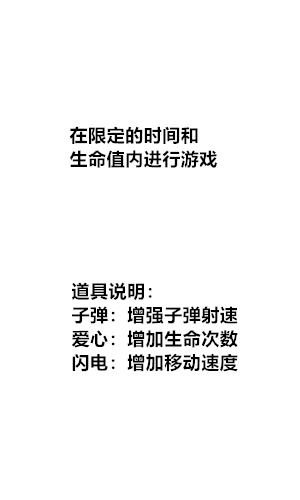 在限定的时间和
生命值内进行游戏
道具说明：
子弹：增强子弹射速
爱心：增加生命次数
闪电：增加移动速度